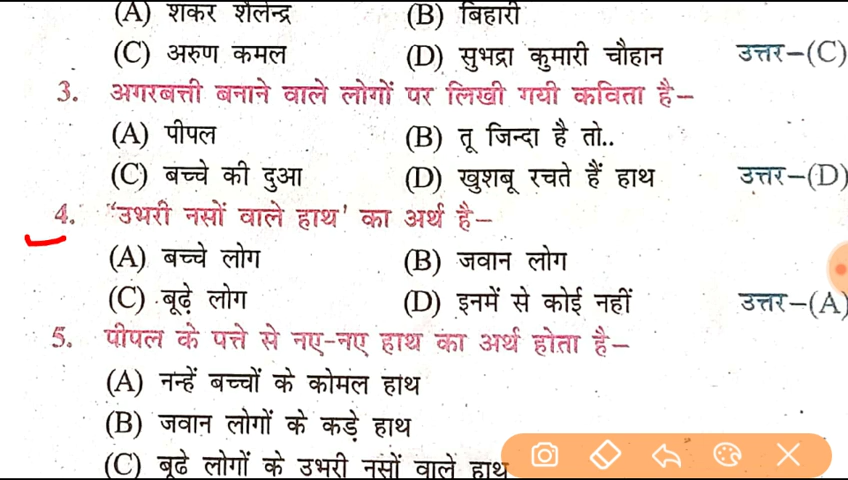 (A) शंकर शैलेन्द्र (B) बिहारी
(C) अरुण कमल (D) सुभद्रा कुमारी चौहान उत्तर–(C)
3. अगरबत्ती बनाने वाले लोगों पर लिखी गयी कविता है–
(A) पीपल (B) तू जिन्दा है तो..
(C) बच्चे की दुआ (D) खुशबू रचते हैं हाथ उत्तर–(D)
4. "उभरी नसों वाले हाथ' का अर्थ है–
(A) बच्चे लोग (B) जवान लोग
(C) बूढ़े लोग (D) इनमें से कोई नहीं उत्तर–(A)
5. पीपल के पत्ते से नए-नए हाथ का अर्थ होता है–
(A) नन्हें बच्चों के कोमल हाथ
(B) जवान लोगों के कड़े हाथ
(C) बूढे लोगों के उभरी नसों वाले हाथ